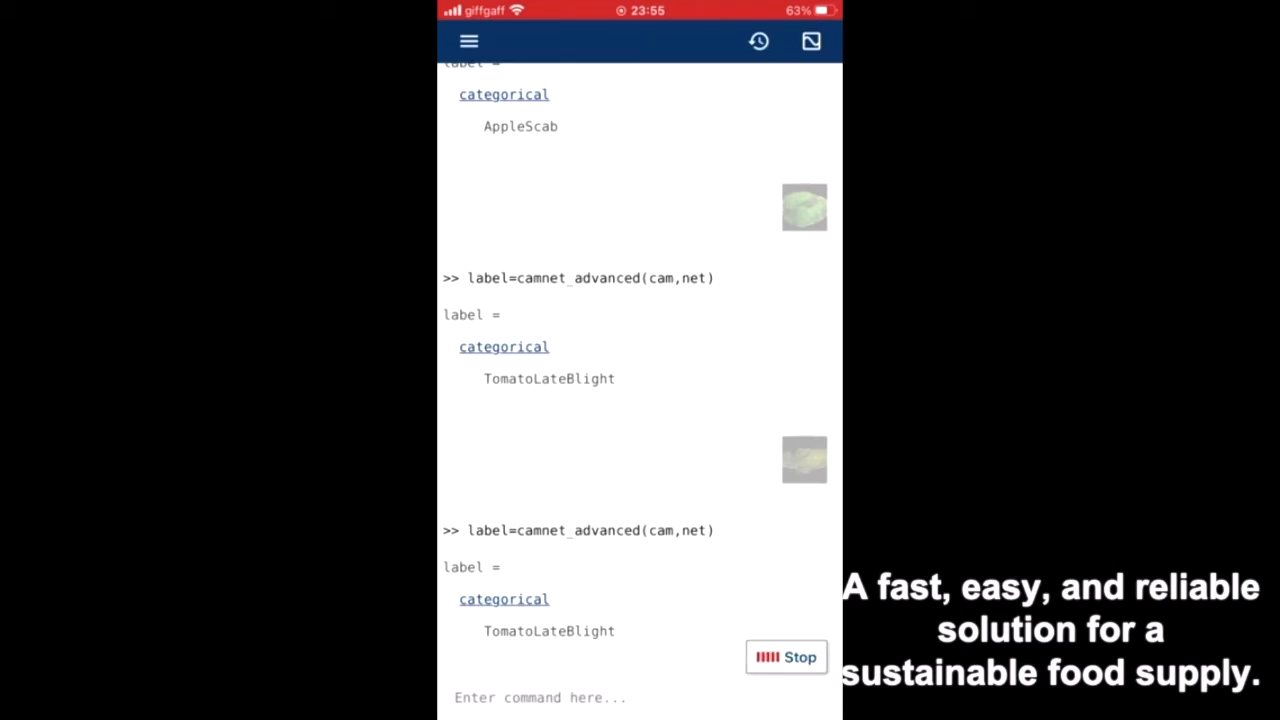 giffgaff 23:55 63%
label =
categorical
AppleScab
>> label=camnet_advanced(cam,net)
label =
categorical
TomatoLateBlight
>> label=camnet_advanced(cam,net)
label =
categorical
TomatoLateBlight
Stop
Enter command here...
A fast, easy, and reliable
solution for a
sustainable food supply.